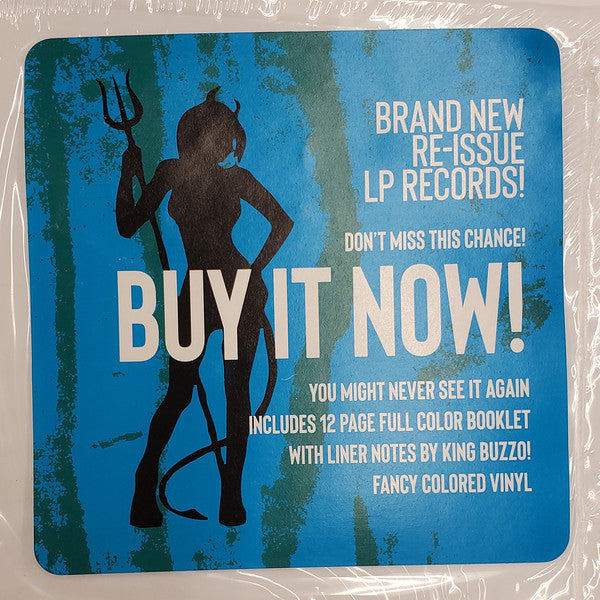 BRAND NEW
RE-ISSUE
LP RECORDS!
DON'T MISS THIS CHANCE!
BUY IT NOW!
YOU MIGHT NEVER SEE IT AGAIN
INCLUDES 12 PAGE FULL COLOR BOOKLET
WITH LINER NOTES BY KING BUZZO!
FANCY COLORED VINYL